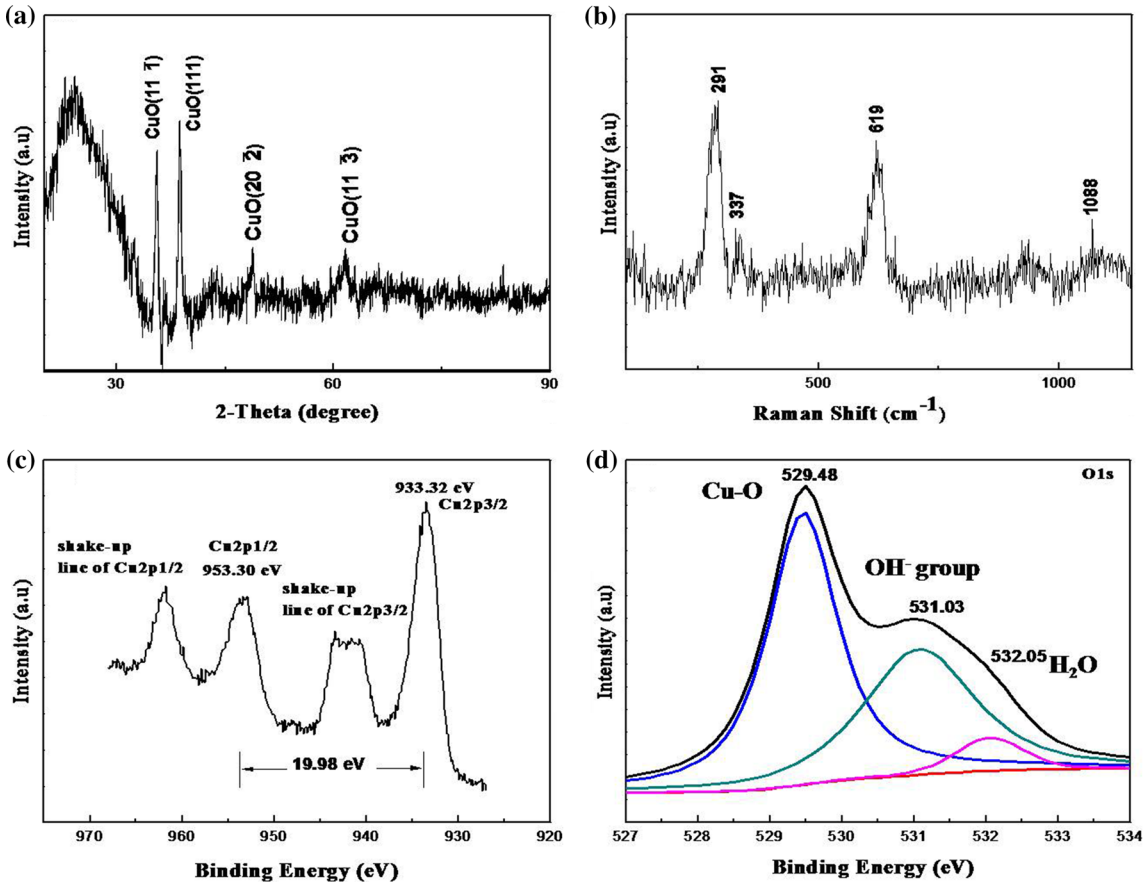 (a)
Intensity (a.u)
CuO(11 1̄)
CuO(111)
CuO(20 2̄)
CuO(11 3̄)
30
60
90
2-Theta (degree)
(b)
Intensity (a.u)
291
337
619
1088
500
1000
Raman Shift (cm⁻¹)
(c)
Intensity (a.u)
933.32 eV
Cu2p3/2
shake-up
line of Cu2p1/2
Cu2p1/2
953.30 eV
shake-up
line of Cu2p3/2
19.98 eV
970
960
950
940
930
920
Binding Energy (eV)
(d)
Intensity (a.u)
O1s
529.48
Cu-O
OH⁻ group
531.03
532.05 H₂O
527
528
529
530
531
532
533
534
Binding Energy (eV)